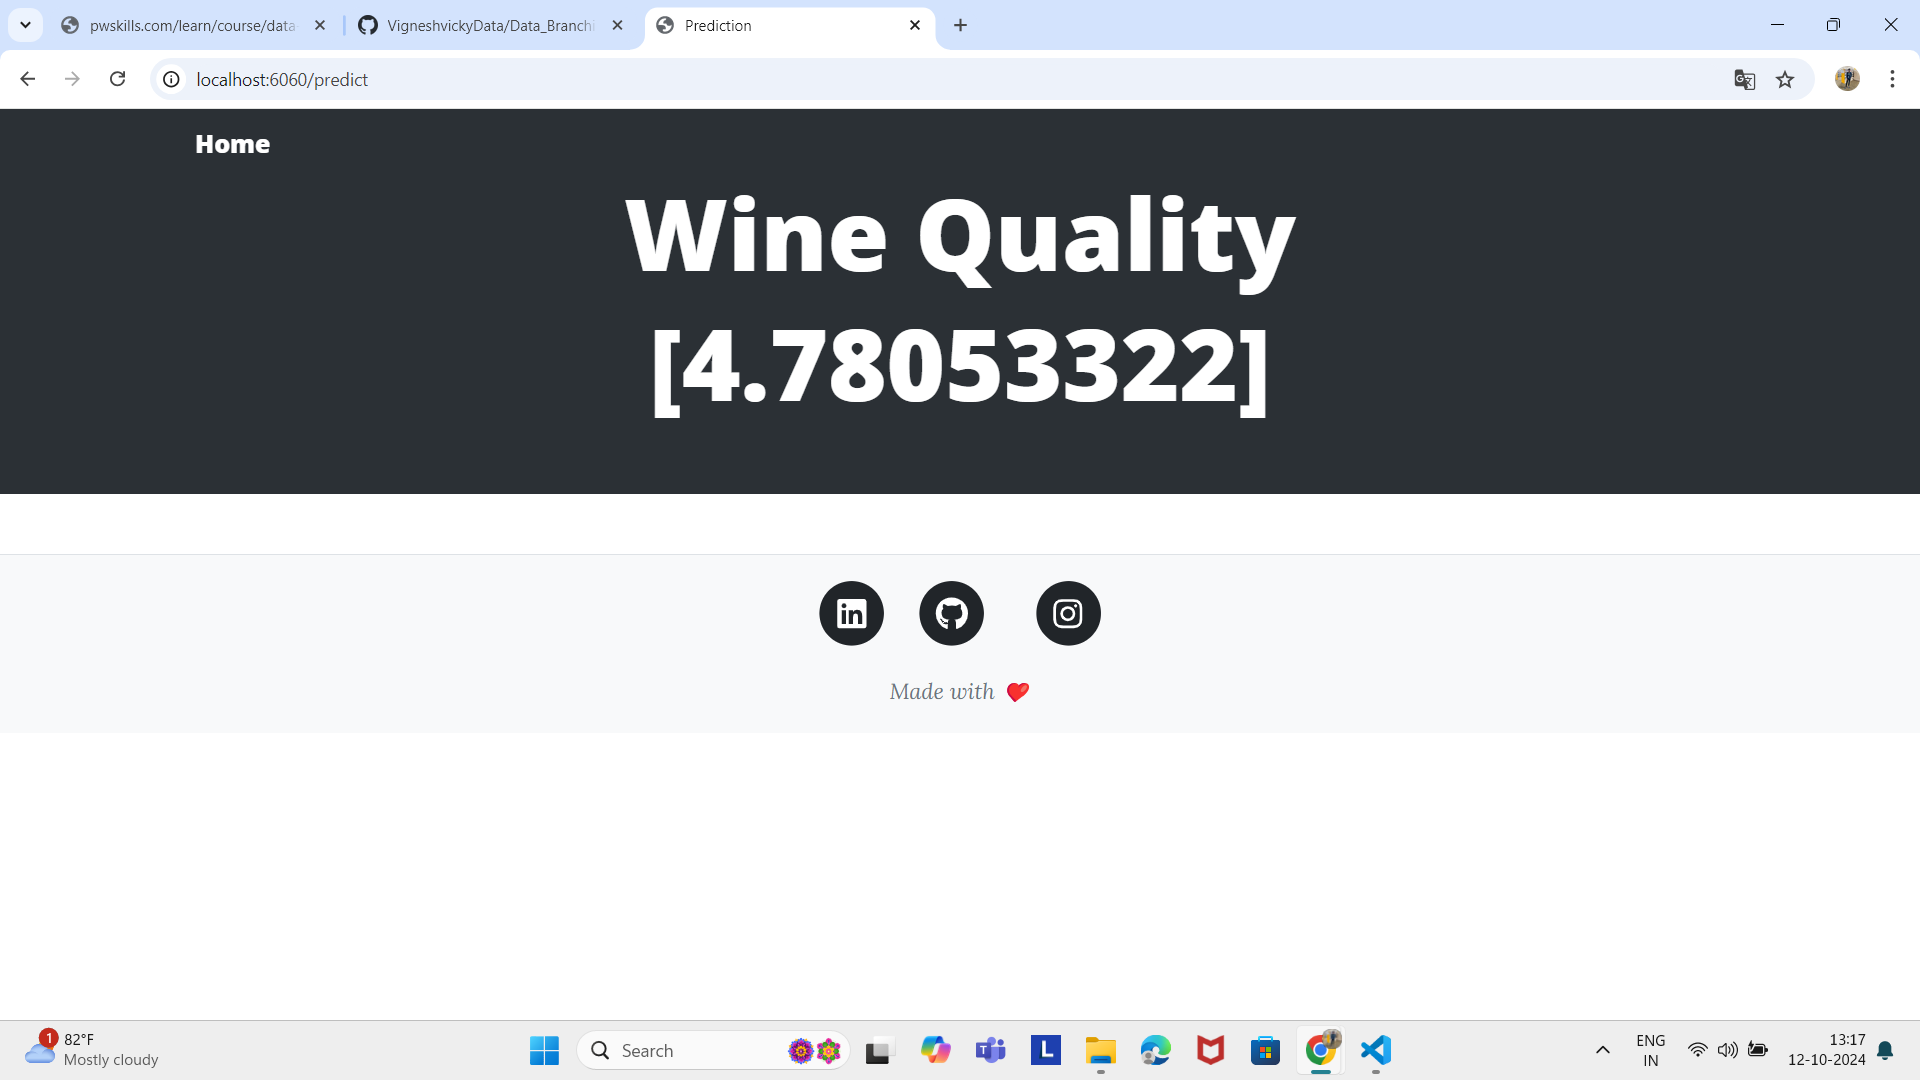 pwskills.com/learn/course/data-
VigneshvickyData/Data_Branchi
Prediction
localhost:6060/predict
Home
Wine Quality
[4.78053322]
Made with ❤️
1
82°F
Mostly cloudy
Search
ENG
IN
13:17
12-10-2024